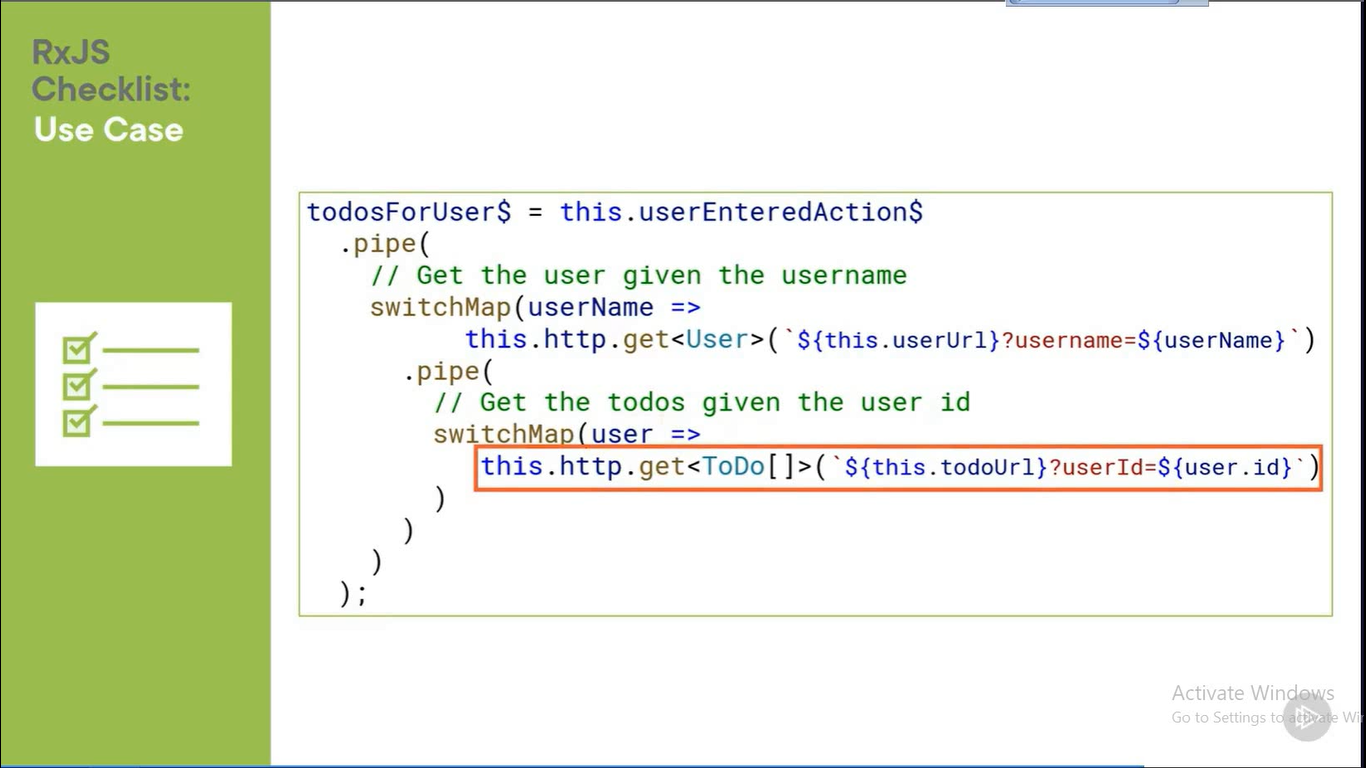 RxJS
Checklist:
Use Case
todosForUser$ = this.userEnteredAction$
.pipe(
// Get the user given the username
switchMap(userName =>
this.http.get<User>(`${this.userUrl}?username=${userName}`)
.pipe(
// Get the todos given the user id
switchMap(user =>
this.http.get<ToDo[]>(`${this.todoUrl}?userId=${user.id}`)
)
)
)
);
Activate Windows
Go to Settings to activate Wi